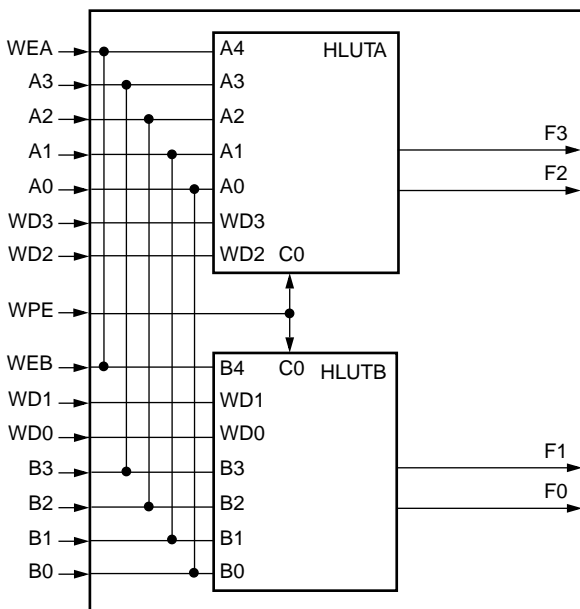 WEA A4 HLUTA
A3 A3
A2 A2
F3
A1 A1
F2
A0 A0
WD3 WD3
WD2 WD2 C0
WPE
WEB B4 C0 HLUTB
WD1 WD1
WD0 WD0
F1
B3 B3
F0
B2 B2
B1 B1
B0 B0